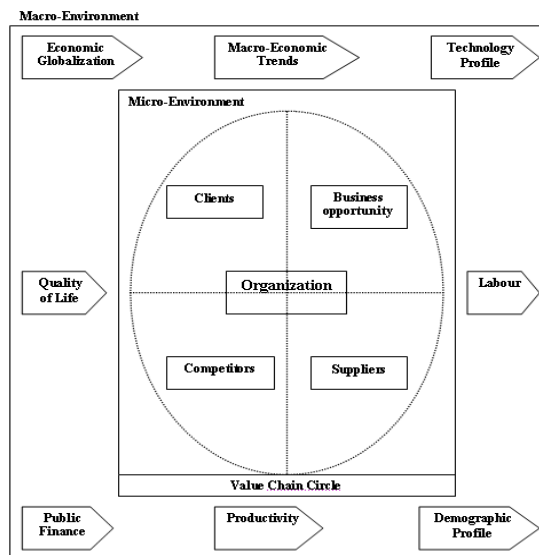 Macro-Environment
Economic
Globalization
Macro-Economic
Trends
Technology
Profile
Micro-Environment
Clients
Business
opportunity
Quality
of Life
Organization
Labour
Competitors
Suppliers
Value Chain Circle
Public
Finance
Productivity
Demographic
Profile